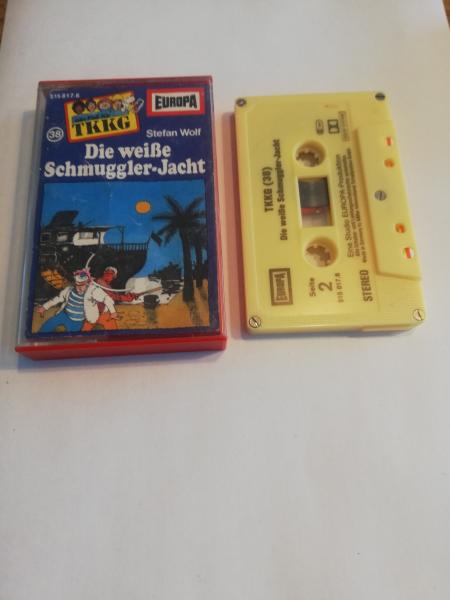 515 817.6
EUROPA
TKKG
38
Stefan Wolf
Die weiße
Schmuggler-Jacht
TKKG (38)
Die weiße Schmuggler-Jacht
EUROPA
Seite
2
515 817.6
Eine Studio EUROPA-Produktion
STEREO